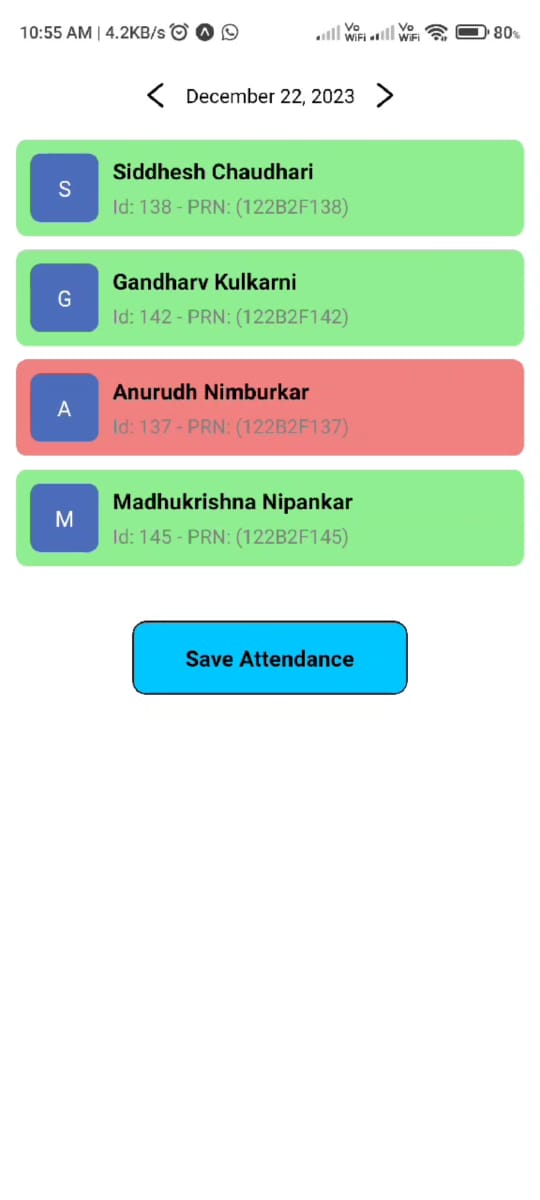 10:55 AM | 4.2KB/s Vo WiFi Vo WiFi 80%
December 22, 2023
S
Siddhesh Chaudhari
Id: 138 - PRN: (122B2F138)
G
Gandharv Kulkarni
Id: 142 - PRN: (122B2F142)
A
Anurudh Nimburkar
Id: 137 - PRN: (122B2F137)
M
Madhukrishna Nipankar
Id: 145 - PRN: (122B2F145)
Save Attendance